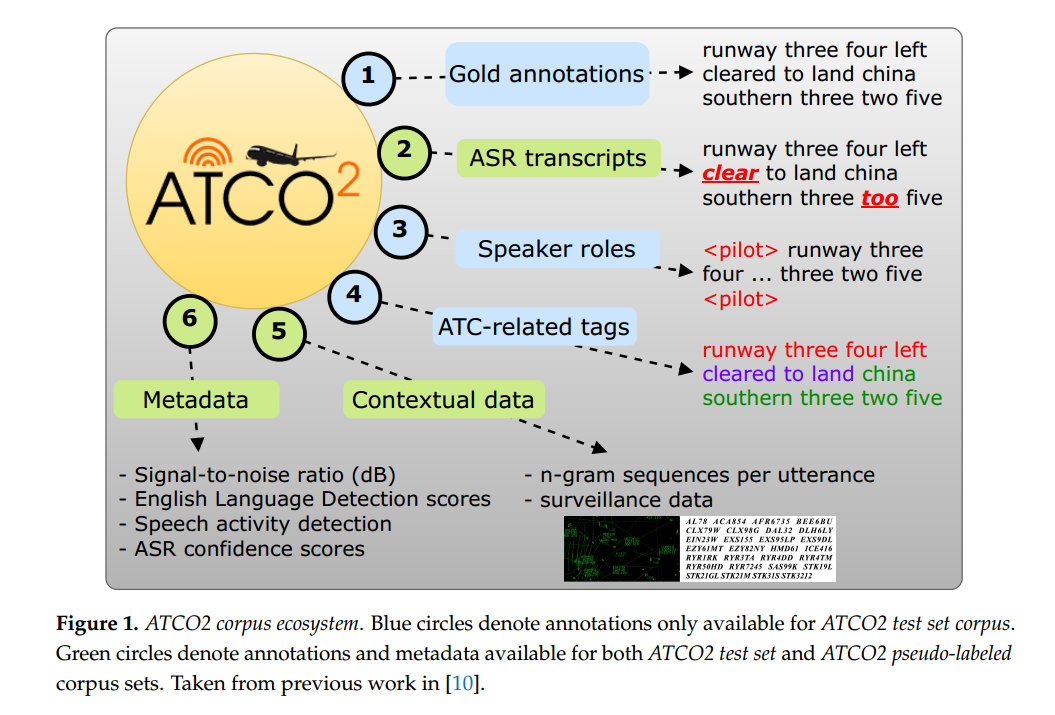 1
Gold annotations
runway three four left
cleared to land china
southern three two five
2
ASR transcripts
runway three four left
clear to land china
southern three too five
ATCO2
3
Speaker roles
<pilot> runway three
four ... three two five
<pilot>
4
ATC-related tags
runway three four left
cleared to land china
southern three two five
6
5
Metadata
Contextual data
- Signal-to-noise ratio (dB)
- English Language Detection scores
- Speech activity detection
- ASR confidence scores
- n-gram sequences per utterance
- surveillance data
AL78 ACA854 AFR6735 BEE6BU
CLX79W CLX98G DAL32 DLH6LY
EIN23W EXS155 EXS95LP EXS9DL
EZY61MT EZY82NY HMD61 ICE416
RYR1RK RYR3TA RYR4DD RYR4TM
RYR50HD RYR7245 SAS99K STK19L
STK21GL STK21M STK31S STK3212
Figure 1. ATCO2 corpus ecosystem. Blue circles denote annotations only available for ATCO2 test set corpus.
Green circles denote annotations and metadata available for both ATCO2 test set and ATCO2 pseudo-labeled
corpus sets. Taken from previous work in [10].